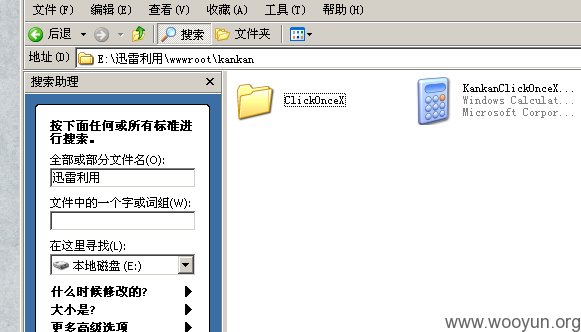 文件(F) 编辑(E) 查看(V) 收藏(A) 工具(T) 帮助(H)
后退 搜索 文件夹
地址(D) E:\迅雷利用\wwwroot\kankan
搜索助理
ClickOnceX
KankanClickOnceX...
Windows Calculat...
Microsoft Corpor...
按下面任何或所有标准进
行搜索。
全部或部分文件名(O):
迅雷利用
文件中的一个字或词组(W):
在这里寻找(L):
本地磁盘 (E:)
什么时候修改的?
大小是?
更多高级选项
www.wooyun.org